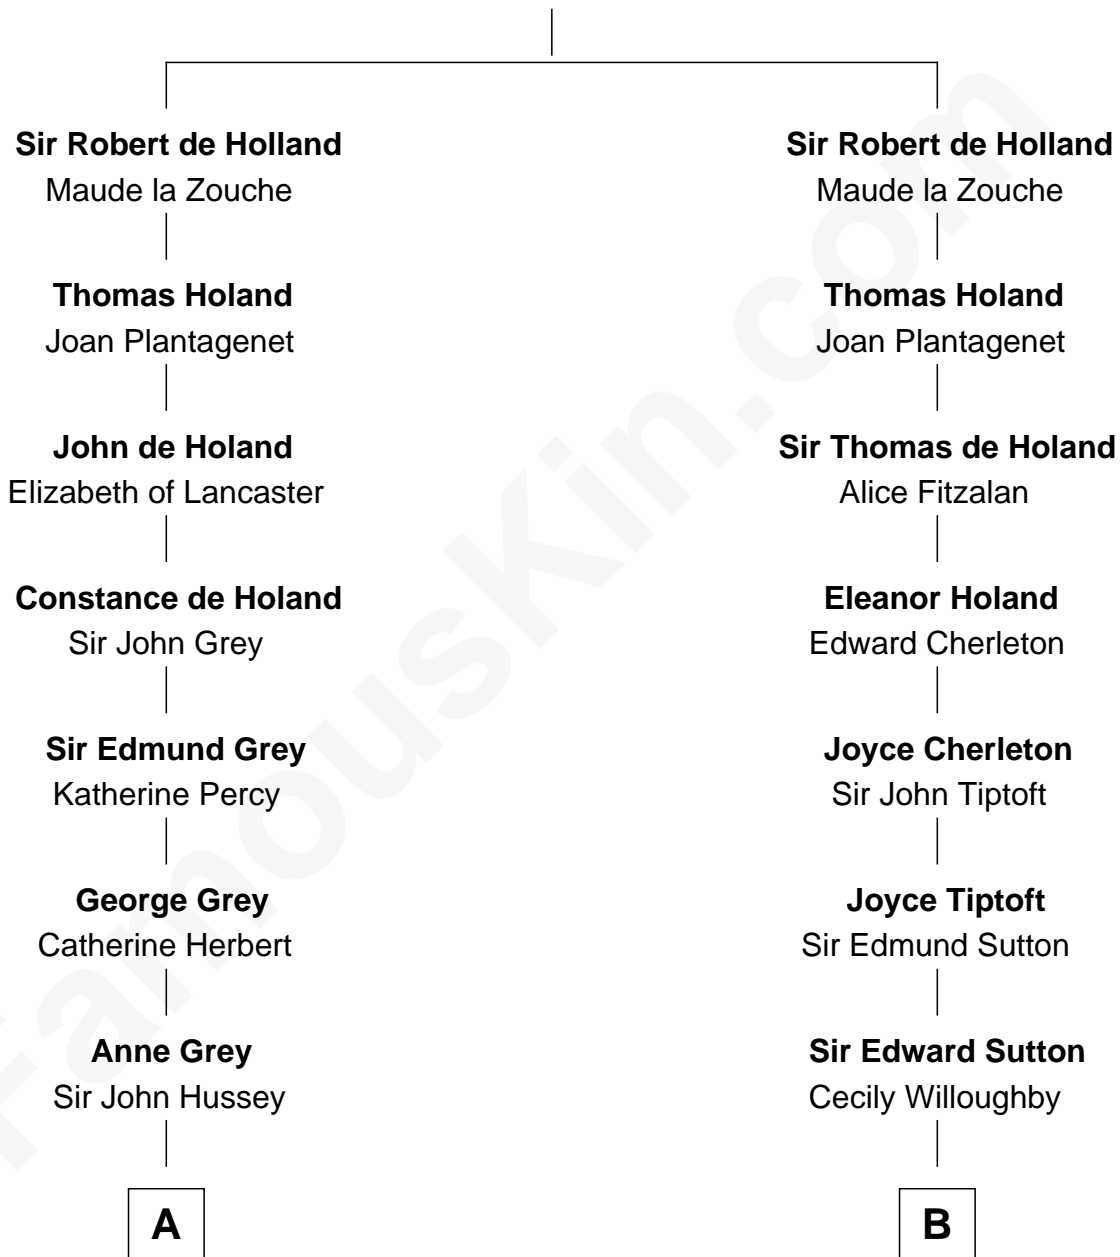 Sir Robert de Holland
Maude la Zouche
Thomas Holand
Joan Plantagenet
John de Holand
Elizabeth of Lancaster
Constance de Holand
Sir John Grey
Sir Edmund Grey
Katherine Percy
George Grey
Catherine Herbert
Anne Grey
Sir John Hussey
A
Sir Robert de Holland
Maude la Zouche
Thomas Holand
Joan Plantagenet
Sir Thomas de Holand
Alice Fitzalan
Eleanor Holand
Edward Cherleton
Joyce Cherleton
Sir John Tiptoft
Joyce Tiptoft
Sir Edmund Sutton
Sir Edward Sutton
Cecily Willoughby
B
FamousKin.com